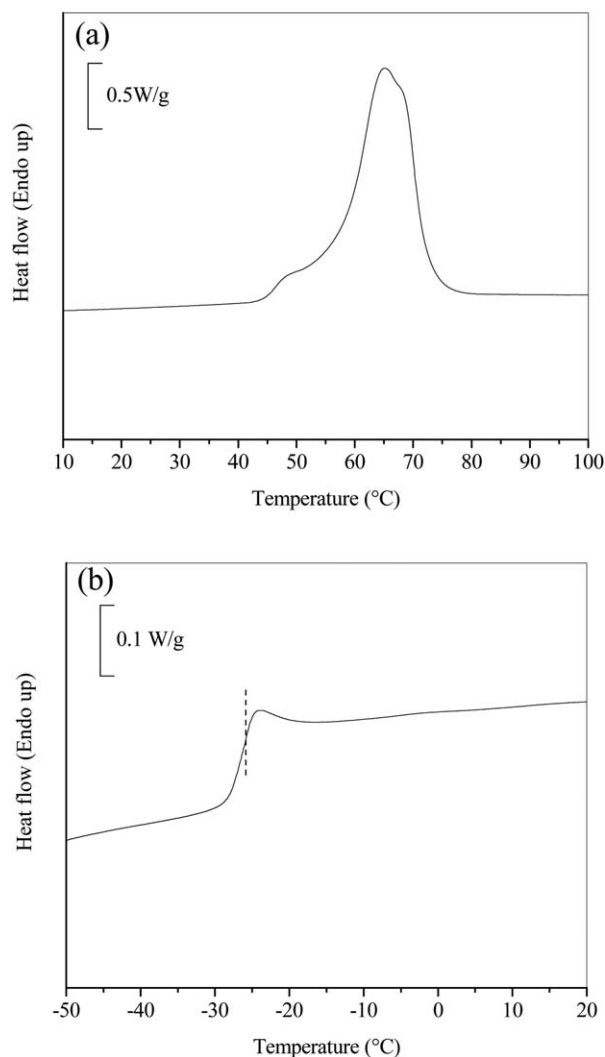 (a)
0.5W/g
Heat flow (Endo up)
10 20 30 40 50 60 70 80 90 100
Temperature (°C)
(b)
0.1 W/g
Heat flow (Endo up)
-50 -40 -30 -20 -10 0 10 20
Temperature (°C)